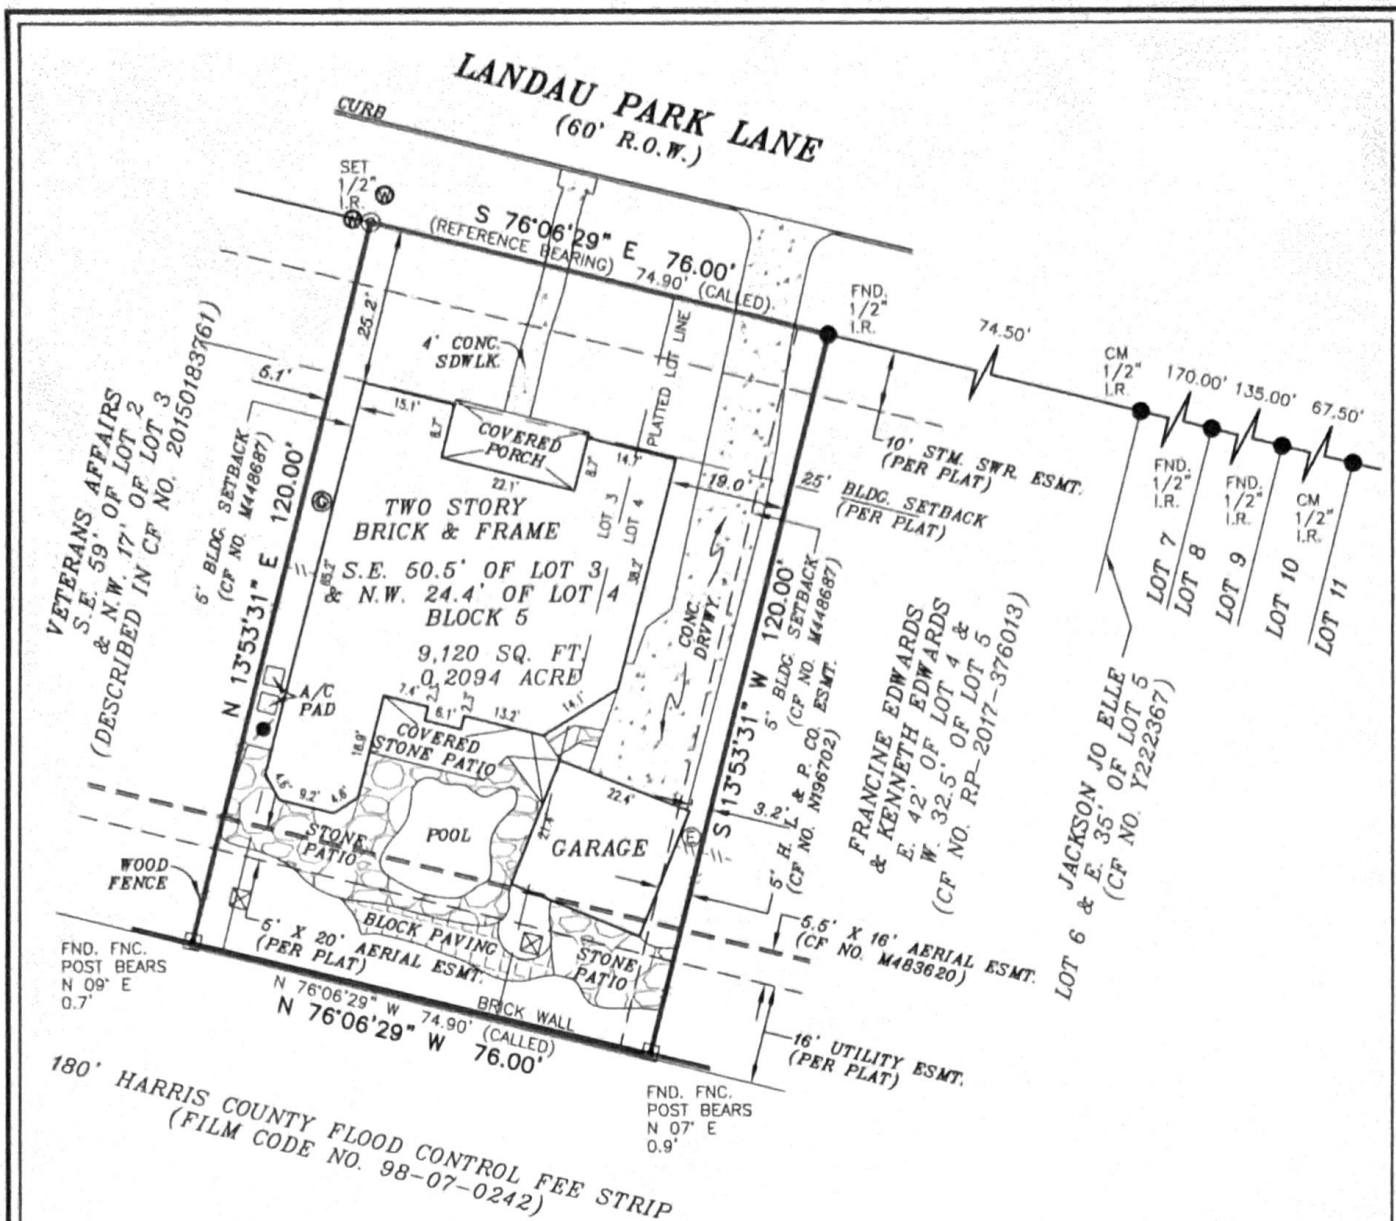 LANDAU PARK LANE
(60' R.O.W.)
CURB
SET
1/2"
I.R.
W
W
S 76°06'29" E 76.00'
(REFERENCE BEARING)
74.90' (CALLED)
FND.
1/2"
I.R.
74.50'
CM
1/2"
I.R.
170.00'
135.00'
67.50'
FND.
1/2"
I.R.
FND.
1/2"
I.R.
CM
1/2"
I.R.
LOT 7
LOT 8
LOT 9
LOT 10
LOT 11
25.2'
4' CONC.
SDWLK.
PLATTED LOT LINE
10' STM. SWR. ESMT.
(PER PLAT)
25' BLDG. SETBACK
(PER PLAT)
VETERANS AFFAIRS
S.E. 59' OF LOT 2
& N.W. 17' OF LOT 3
(DESCRIBED IN CF NO. 20150183761)
5' BLDG. SETBACK
(CF NO. M448687)
N 13°53'31" E 120.00'
15.1'
8.7'
COVERED
PORCH
8.7'
22.1'
14.7'
19.0'
G
TWO STORY
BRICK & FRAME
LOT 3
LOT 4
S.E. 50.5' OF LOT 3
& N.W. 24.4' OF LOT 4
BLOCK 5
9,120 SQ. FT.
0.2094 ACRE
38.2'
CONC.
DRVWY.
5' BLDG. SETBACK
(CF NO. M448687)
S 13°53'31" W 120.00'
5' H. L. & P. CO. ESMT.
(CF NO. N196702)
FRANCINE EDWARDS
& KENNETH EDWARDS
E. 42' OF LOT 4 &
W. 32.5' OF LOT 5
(CF NO. RP-2017-376013)
JACKSON JO ELLE
LOT 6 & E. 35' OF LOT 5
(CF NO. Y222367)
A/C
PAD
7.4'
2.3'
6.1'
2.3'
13.2'
14.1'
COVERED
STONE PATIO
18.9'
9.2'
4.6'
22.4'
21.4'
3.2'
E
STONE
PATIO
POOL
GARAGE
WOOD
FENCE
BLOCK PAVING
STONE
PATIO
5' X 20' AERIAL ESMT.
(PER PLAT)
5.5' X 16' AERIAL ESMT.
(CF NO. M483620)
16' UTILITY ESMT.
(PER PLAT)
BRICK WALL
N 76°06'29" W 74.90' (CALLED)
N 76°06'29" W 76.00'
FND. FNC.
POST BEARS
N 09° E
0.7'
FND. FNC.
POST BEARS
N 07° E
0.9'
180' HARRIS COUNTY FLOOD CONTROL FEE STRIP
(FILM CODE NO. 98-07-0242)